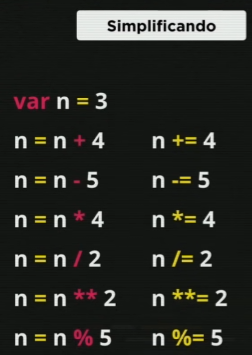 Simplificando
var n = 3
n = n + 4 n += 4
n = n - 5 n -= 5
n = n * 4 n *= 4
n = n / 2 n /= 2
n = n ** 2 n **= 2
n = n % 5 n %= 5